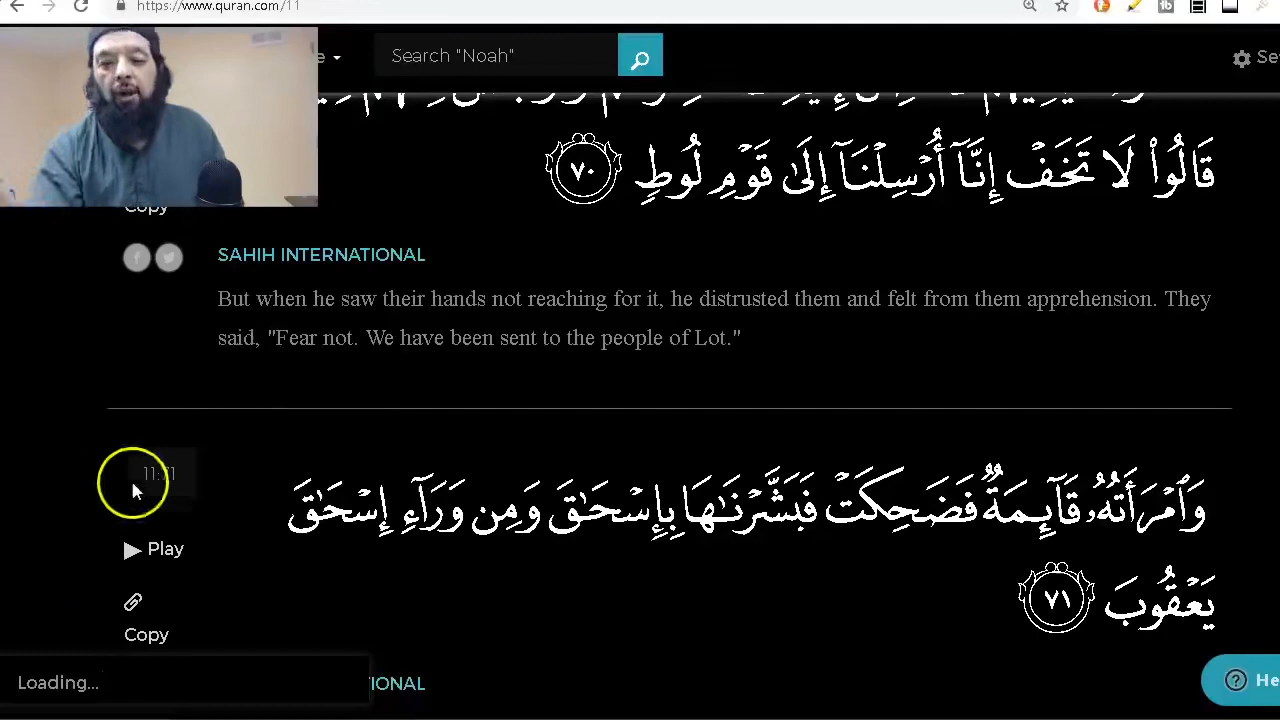 https://www.quran.com/11
e
Search "Noah"
Se
قَالُوا۟ لَا تَخَفْ إِنَّآ أُرْسِلْنَآ إِلَىٰ قَوْمِ لُوطٍ ٧٠
Copy
SAHIH INTERNATIONAL
But when he saw their hands not reaching for it, he distrusted them and felt from them apprehension. They
said, "Fear not. We have been sent to the people of Lot."
11:71
وَٱمْرَأَتُهُۥ قَآئِمَةٌ فَضَحِكَتْ فَبَشَّرْنَـٰهَا بِإِسْحَـٰقَ وَمِن وَرَآءِ إِسْحَـٰقَ
Play
يَعْقُوبَ ٧١
Copy
Loading...
IONAL
He